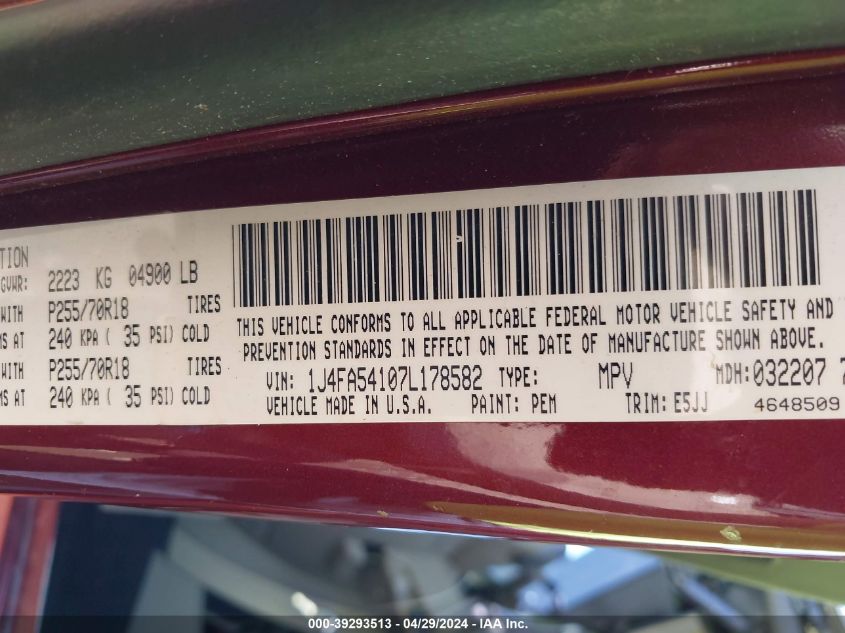 TION
GVWR: 2223 KG 04900 LB
WITH P255/70R18 TIRES
MS AT 240 KPA ( 35 PSI) COLD
WITH P255/70R18 TIRES
MS AT 240 KPA ( 35 PSI) COLD
THIS VEHICLE CONFORMS TO ALL APPLICABLE FEDERAL MOTOR VEHICLE SAFETY AND
PREVENTION STANDARDS IN EFFECT ON THE DATE OF MANUFACTURE SHOWN ABOVE.
VIN: 1J4FA54107L178582 TYPE: MPV MDH:032207
VEHICLE MADE IN U.S.A. PAINT: PEM TRIM: E5JJ 4648509
000-39293513 - 04/29/2024 - 1ST INC.